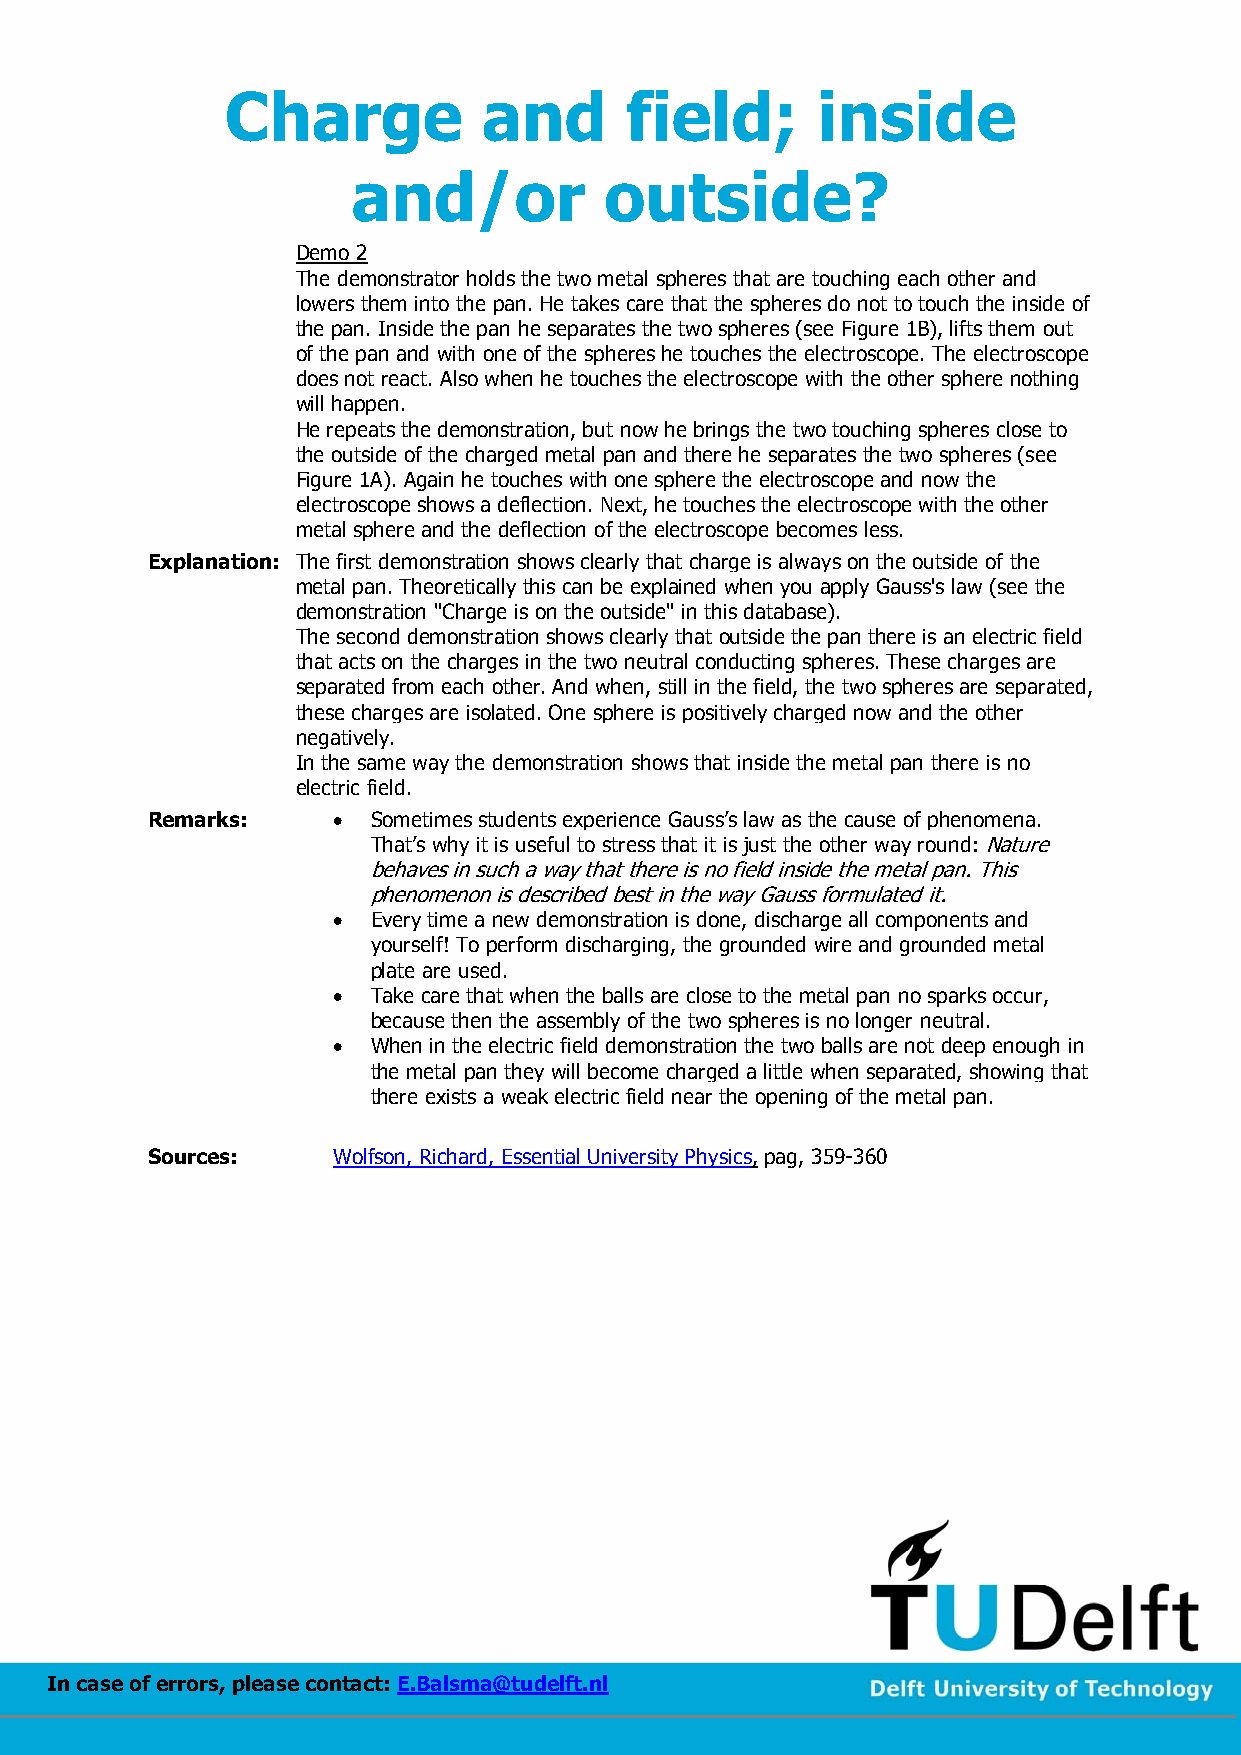 Charge and field; inside
and/or outside?
Demo 2
The demonstrator holds the two metal spheres that are touching each other and
lowers them into the pan. He takes care that the spheres do not to touch the inside of
the pan. Inside the pan he separates the two spheres (see Figure 1B), lifts them out
of the pan and with one of the spheres he touches the electroscope. The electroscope
does not react. Also when he touches the electroscope with the other sphere nothing
will happen.
He repeats the demonstration, but now he brings the two touching spheres close to
the outside of the charged metal pan and there he separates the two spheres (see
Figure 1A). Again he touches with one sphere the electroscope and now the
electroscope shows a deflection. Next, he touches the electroscope with the other
metal sphere and the deflection of the electroscope becomes less.
Explanation: The first demonstration shows clearly that charge is always on the outside of the
metal pan. Theoretically this can be explained when you apply Gauss's law (see the
demonstration "Charge is on the outside" in this database).
The second demonstration shows clearly that outside the pan there is an electric field
that acts on the charges in the two neutral conducting spheres. These charges are
separated from each other. And when, still in the field, the two spheres are separated,
these charges are isolated. One sphere is positively charged now and the other
negatively.
In the same way the demonstration shows that inside the metal pan there is no
electric field.
Remarks: • Sometimes students experience Gauss’s law as the cause of phenomena.
That’s why it is useful to stress that it is just the other way round: Nature
behaves in such a way that there is no field inside the metal pan. This
phenomenon is described best in the way Gauss formulated it.
• Every time a new demonstration is done, discharge all components and
yourself! To perform discharging, the grounded wire and grounded metal
plate are used.
• Take care that when the balls are close to the metal pan no sparks occur,
because then the assembly of the two spheres is no longer neutral.
• When in the electric field demonstration the two balls are not deep enough in
the metal pan they will become charged a little when separated, showing that
there exists a weak electric field near the opening of the metal pan.
Sources: Wolfson, Richard, Essential University Physics, pag, 359-360
TUDelft
In case of errors, please contact: E.Balsma@tudelft.nl
Delft University of Technology